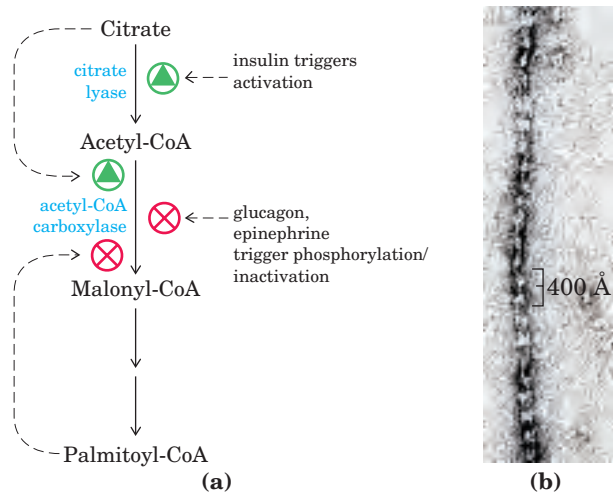 Citrate
citrate
lyase
insulin triggers
activation
Acetyl-CoA
acetyl-CoA
carboxylase
glucagon,
epinephrine
trigger phosphorylation/
inactivation
Malonyl-CoA
Palmitoyl-CoA
(a)
400 Å
(b)